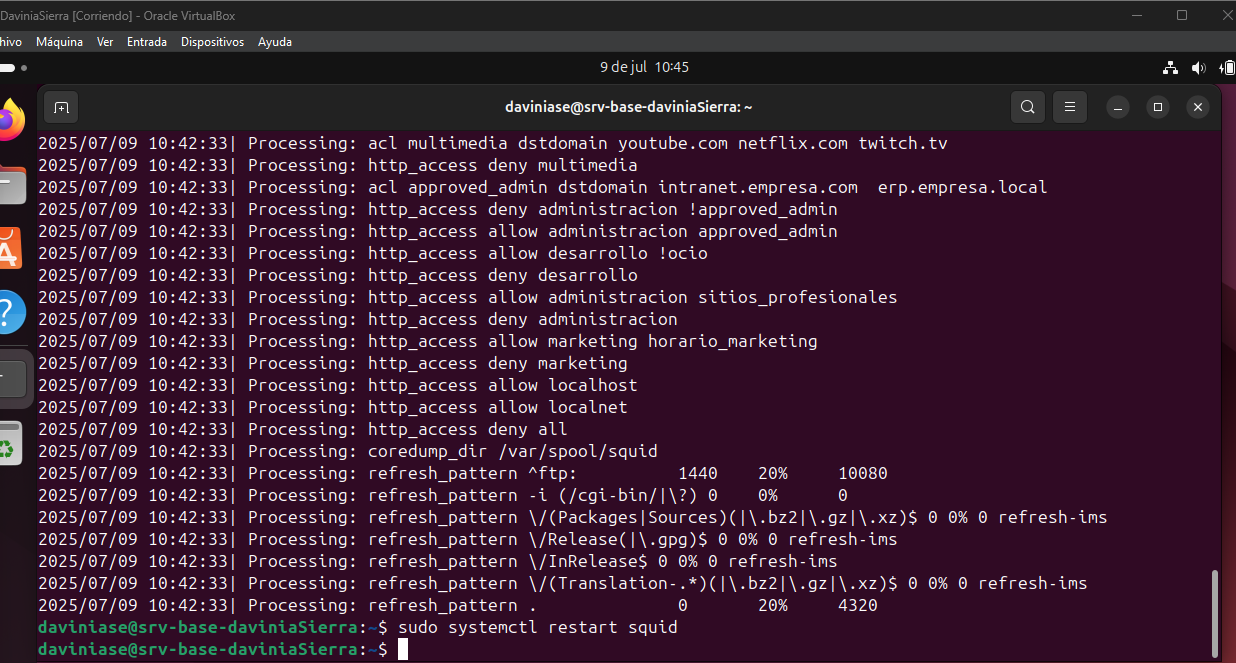 DaviniaSierra [Corriendo] - Oracle VirtualBox
hivo Máquina Ver Entrada Dispositivos Ayuda
9 de jul 10:45
daviniase@srv-base-daviniaSierra: ~
2025/07/09 10:42:33| Processing: acl multimedia dstdomain youtube.com netflix.com twitch.tv
2025/07/09 10:42:33| Processing: http_access deny multimedia
2025/07/09 10:42:33| Processing: acl approved_admin dstdomain intranet.empresa.com  erp.empresa.local
2025/07/09 10:42:33| Processing: http_access deny administracion !approved_admin
2025/07/09 10:42:33| Processing: http_access allow administracion approved_admin
2025/07/09 10:42:33| Processing: http_access allow desarrollo !ocio
2025/07/09 10:42:33| Processing: http_access deny desarrollo
2025/07/09 10:42:33| Processing: http_access allow administracion sitios_profesionales
2025/07/09 10:42:33| Processing: http_access deny administracion
2025/07/09 10:42:33| Processing: http_access allow marketing horario_marketing
2025/07/09 10:42:33| Processing: http_access deny marketing
2025/07/09 10:42:33| Processing: http_access allow localhost
2025/07/09 10:42:33| Processing: http_access allow localnet
2025/07/09 10:42:33| Processing: http_access deny all
2025/07/09 10:42:33| Processing: coredump_dir /var/spool/squid
2025/07/09 10:42:33| Processing: refresh_pattern ^ftp:          1440    20%     10080
2025/07/09 10:42:33| Processing: refresh_pattern -i (/cgi-bin/|\?) 0    0%      0
2025/07/09 10:42:33| Processing: refresh_pattern \/(Packages|Sources)(|\.bz2|\.gz|\.xz)$ 0 0% 0 refresh-ims
2025/07/09 10:42:33| Processing: refresh_pattern \/Release(|\.gpg)$ 0 0% 0 refresh-ims
2025/07/09 10:42:33| Processing: refresh_pattern \/InRelease$ 0 0% 0 refresh-ims
2025/07/09 10:42:33| Processing: refresh_pattern \/(Translation-.*)(|\.bz2|\.gz|\.xz)$ 0 0% 0 refresh-ims
2025/07/09 10:42:33| Processing: refresh_pattern .              0       20%     4320
daviniase@srv-base-daviniaSierra:~$ sudo systemctl restart squid
daviniase@srv-base-daviniaSierra:~$